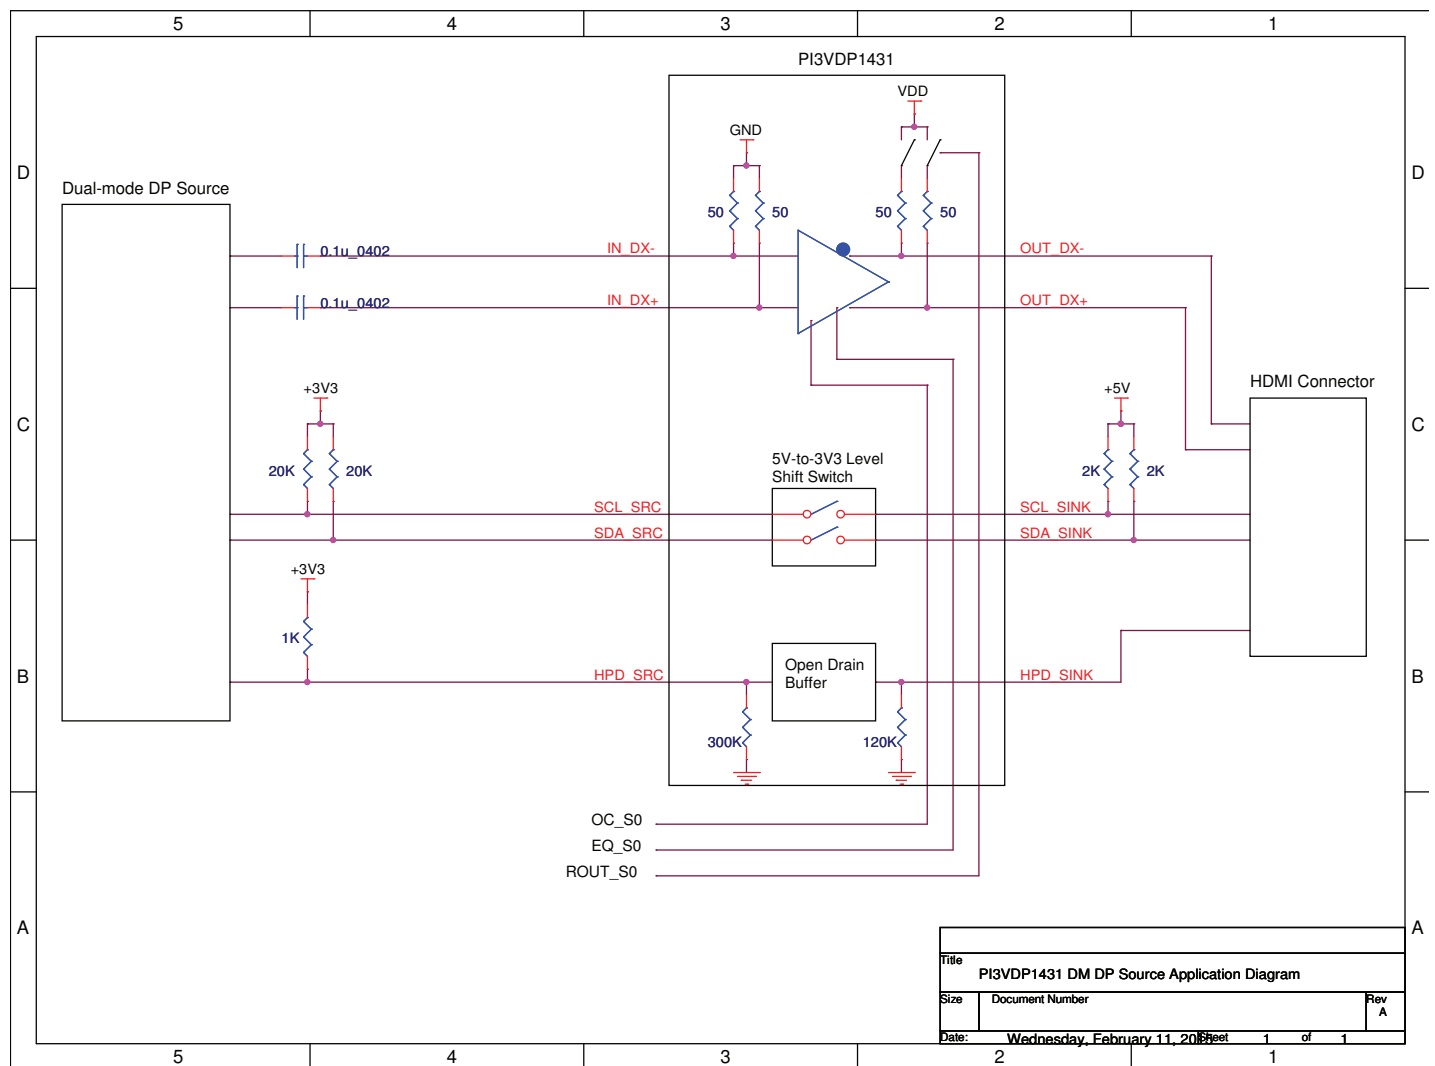 5 4 3 2 1
PI3VDP1431
VDD
GND
D D
Dual-mode DP Source
50 50 50 50
0.1u_0402 IN_DX- OUT_DX-
0.1u_0402 IN_DX+ OUT_DX+
+3V3 +5V HDMI Connector
C C
5V-to-3V3 Level
Shift Switch
20K 20K 2K 2K
SCL_SRC SCL_SINK
SDA_SRC SDA_SINK
+3V3
1K
Open Drain
Buffer
HPD_SRC HPD_SINK
B B
300K 120K
OC_S0
EQ_S0
ROUT_S0
A A
Title
PI3VDP1431 DM DP Source Application Diagram
Size Document Number Rev
A
Date: Wednesday, February 11, Sheet 1 of 1
5 4 3 2 1